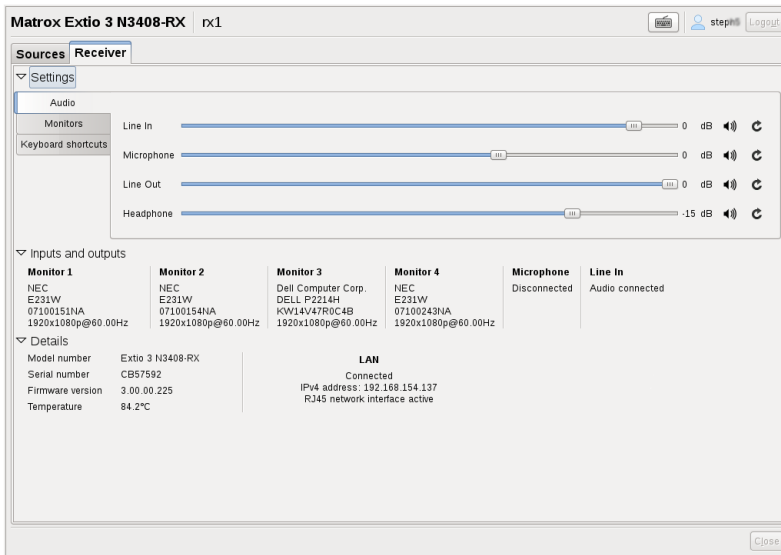 Matrox Extio 3 N3408-RX rx1
Logout
Sources Receiver
Settings
Audio
Monitors
Keyboard shortcuts
Line In 0 dB
Microphone 0 dB
Line Out 0 dB
Headphone -15 dB
Inputs and outputs
Monitor 1
NEC
E231W
07100151NA
1920x1080p@60.00Hz
Monitor 2
NEC
E231W
07100154NA
1920x1080p@60.00Hz
Monitor 3
Dell Computer Corp.
DELL P2214H
KW14V47R0C4B
1920x1080p@60.00Hz
Monitor 4
NEC
E231W
07100243NA
1920x1080p@60.00Hz
Microphone
Disconnected
Line In
Audio connected
Details
Model number Extio 3 N3408-RX
Serial number CB57592
Firmware version 3.00.00.225
Temperature 84.2°C
LAN
Connected
IPv4 address: 192.168.154.137
RJ45 network interface active
Close